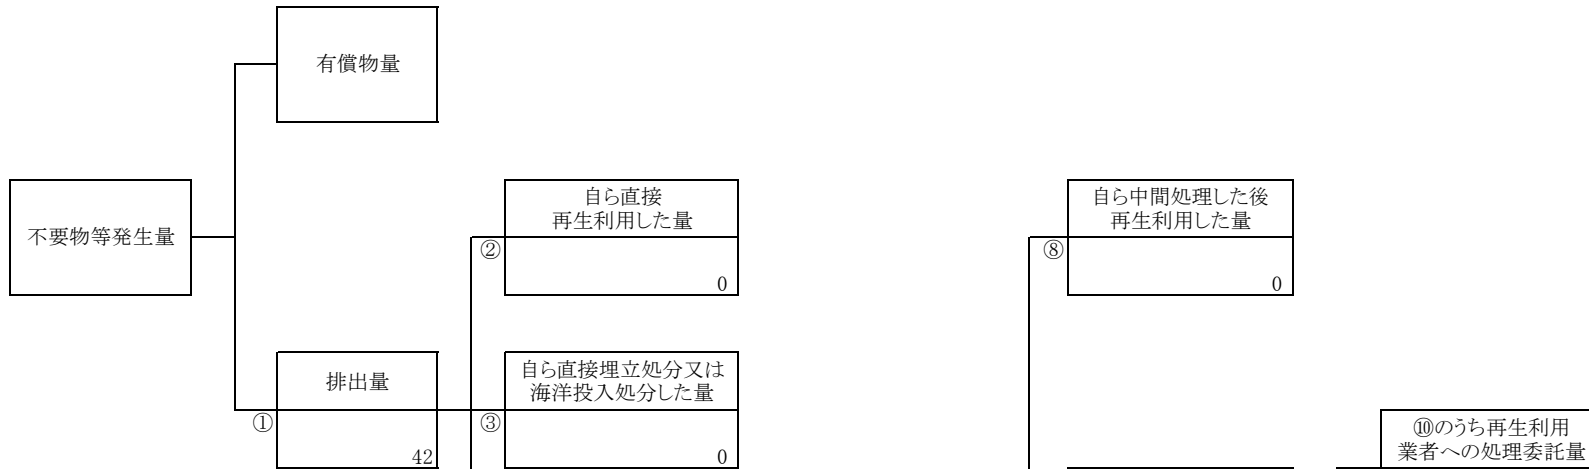 有償物量
不要物等発生量
自ら直接
再生利用した量
②
0
自ら中間処理した後
再生利用した量
⑧
0
排出量
①
42
自ら直接埋立処分又は
海洋投入処分した量
③
0
⑩のうち再生利用
業者への処理委託量